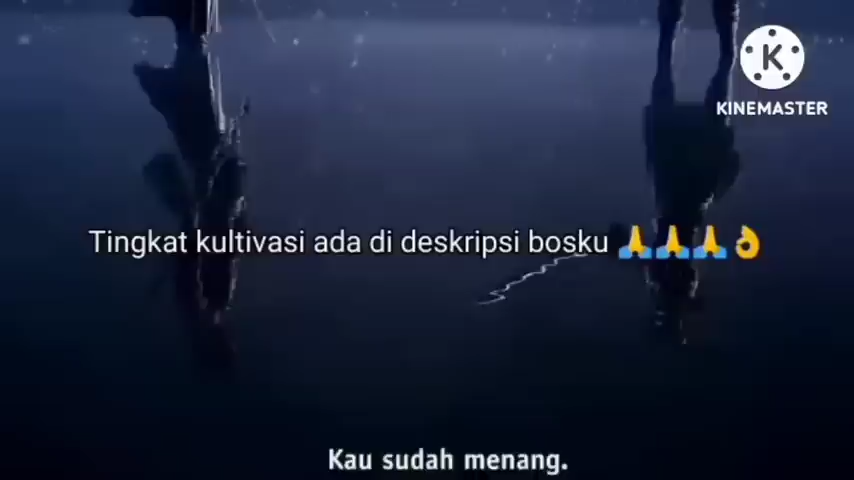 KINEMASTER
Tingkat kultivasi ada di deskripsi bosku 🙏🙏🙏👌
Kau sudah menang.